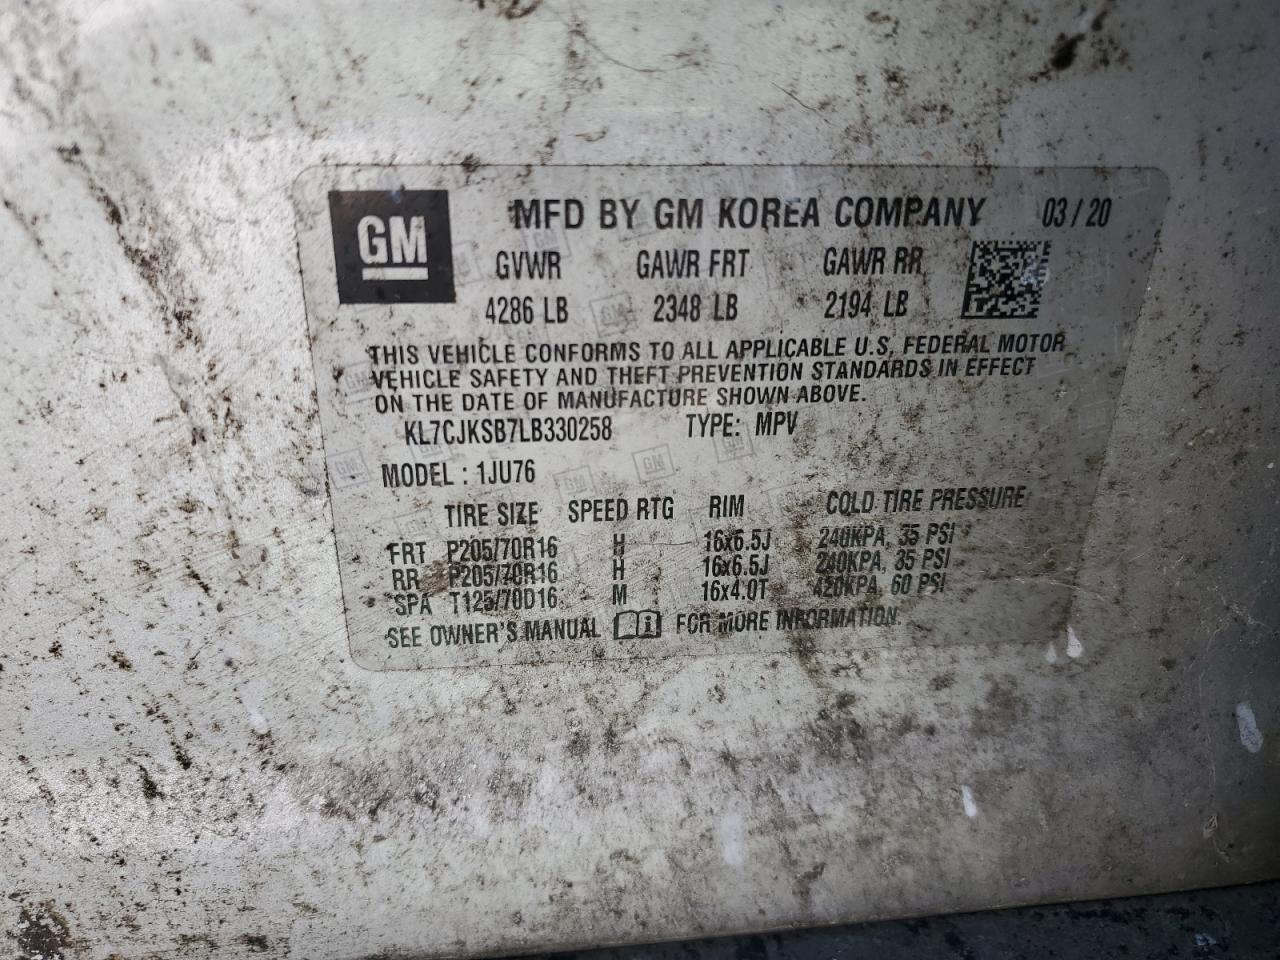 GM
MFD BY GM KOREA COMPANY 03/20
GVWR GAWR FRT GAWR RR
4286 LB 2348 LB 2194 LB
THIS VEHICLE CONFORMS TO ALL APPLICABLE U.S. FEDERAL MOTOR
VEHICLE SAFETY AND THEFT PREVENTION STANDARDS IN EFFECT
ON THE DATE OF MANUFACTURE SHOWN ABOVE.
KL7CJKSB7LB330258 TYPE: MPV
MODEL : 1JU76
TIRE SIZE SPEED RTG RIM COLD TIRE PRESSURE
FRT P205/70R16 H 16x6.5J 240KPA, 35 PSI
RR P205/70R16 H 16x6.5J 240KPA, 35 PSI
SPA T125/70D16 M 16x4.0T 420KPA, 60 PSI
SEE OWNER'S MANUAL FOR MORE INFORMATION.